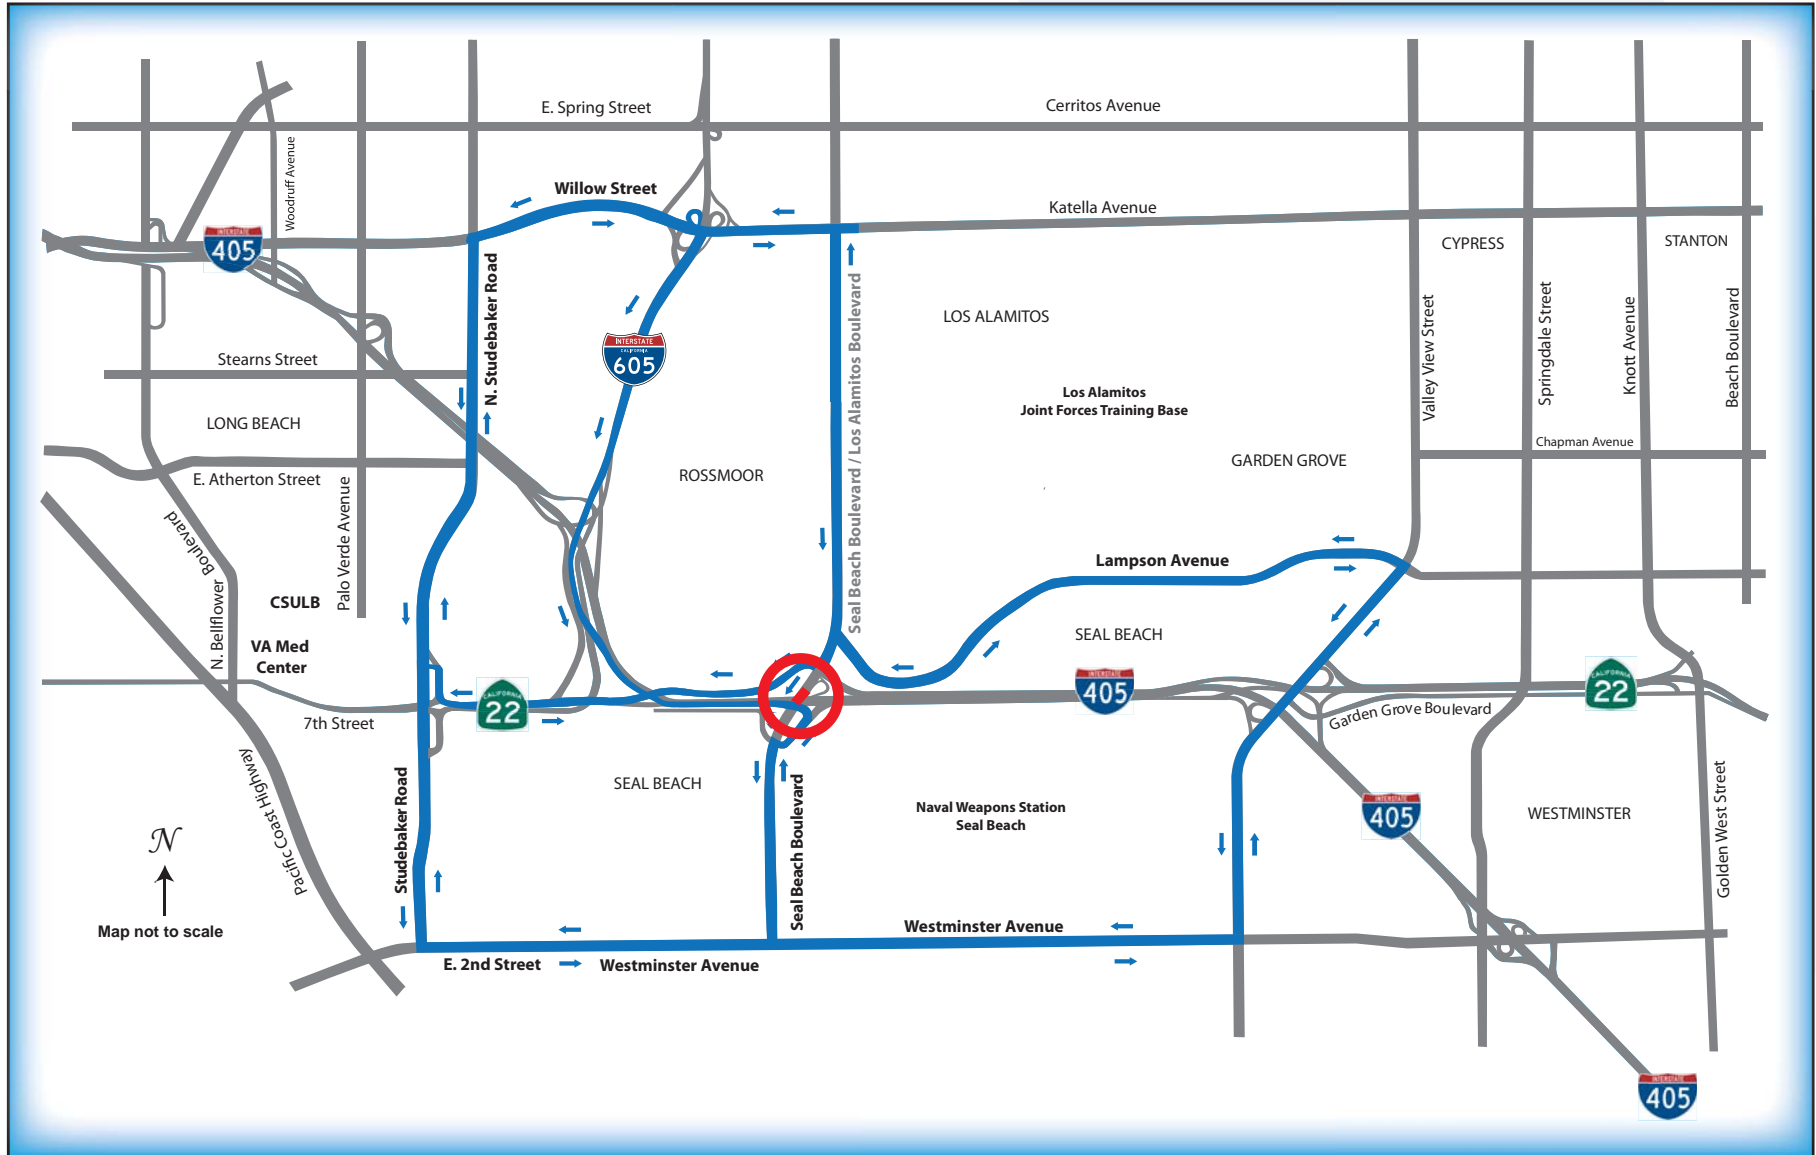 E. Spring Street
Cerritos Avenue
Woodruff Avenue
Willow Street
Katella Avenue
INTERSTATE
405
CYPRESS
STANTON
N. Studebaker Road
Seal Beach Boulevard / Los Alamitos Boulevard
LOS ALAMITOS
Valley View Street
Springdale Street
Knott Avenue
Beach Boulevard
INTERSTATE
CALIFORNIA
605
Stearns Street
Los Alamitos
Joint Forces Training Base
LONG BEACH
Chapman Avenue
ROSSMOOR
GARDEN GROVE
E. Atherton Street
Palo Verde Avenue
Boulevard
N. Bellflower
Lampson Avenue
CSULB
VA Med
Center
SEAL BEACH
INTERSTATE
405
CALIFORNIA
22
CALIFORNIA
22
7th Street
Garden Grove Boulevard
Pacific Coast Highway
Studebaker Road
SEAL BEACH
Seal Beach Boulevard
Naval Weapons Station
Seal Beach
INTERSTATE
405
WESTMINSTER
Golden West Street
N
Map not to scale
Westminster Avenue
E. 2nd Street
Westminster Avenue
INTERSTATE
405